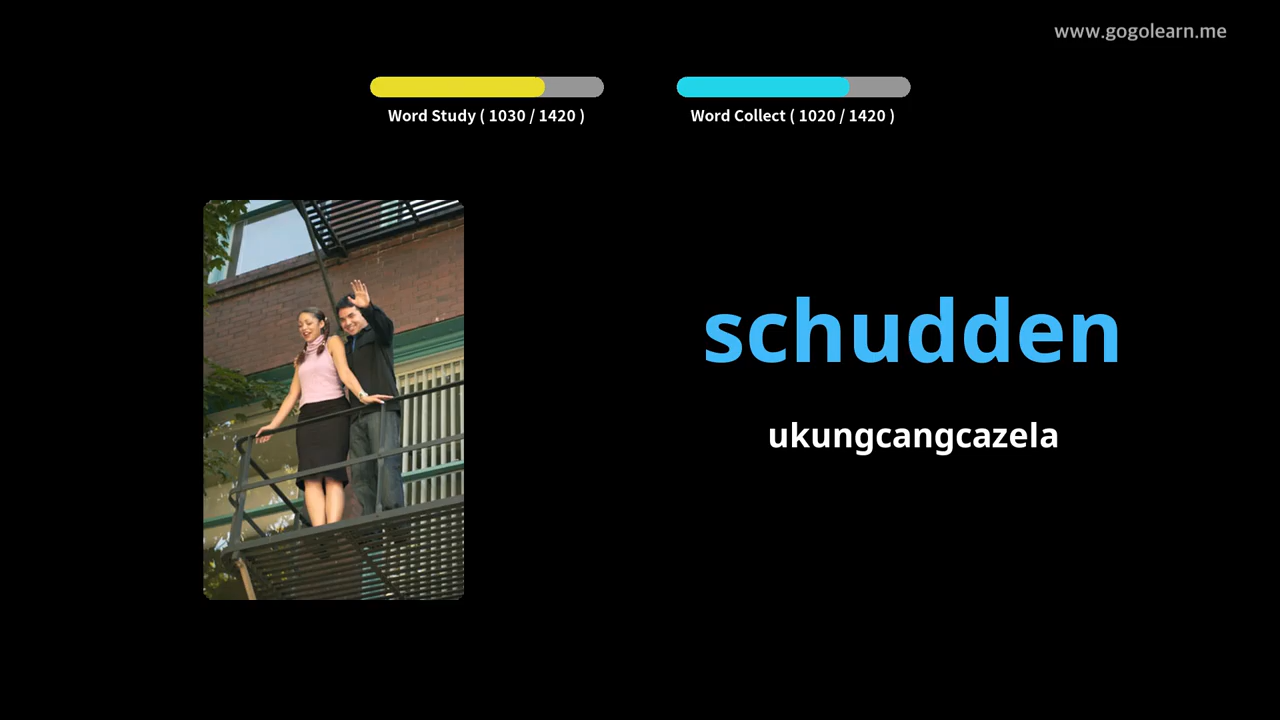 www.gogolearn.me
Word Study ( 1030 / 1420 )
Word Collect ( 1020 / 1420 )
schudden
ukungcangcazela